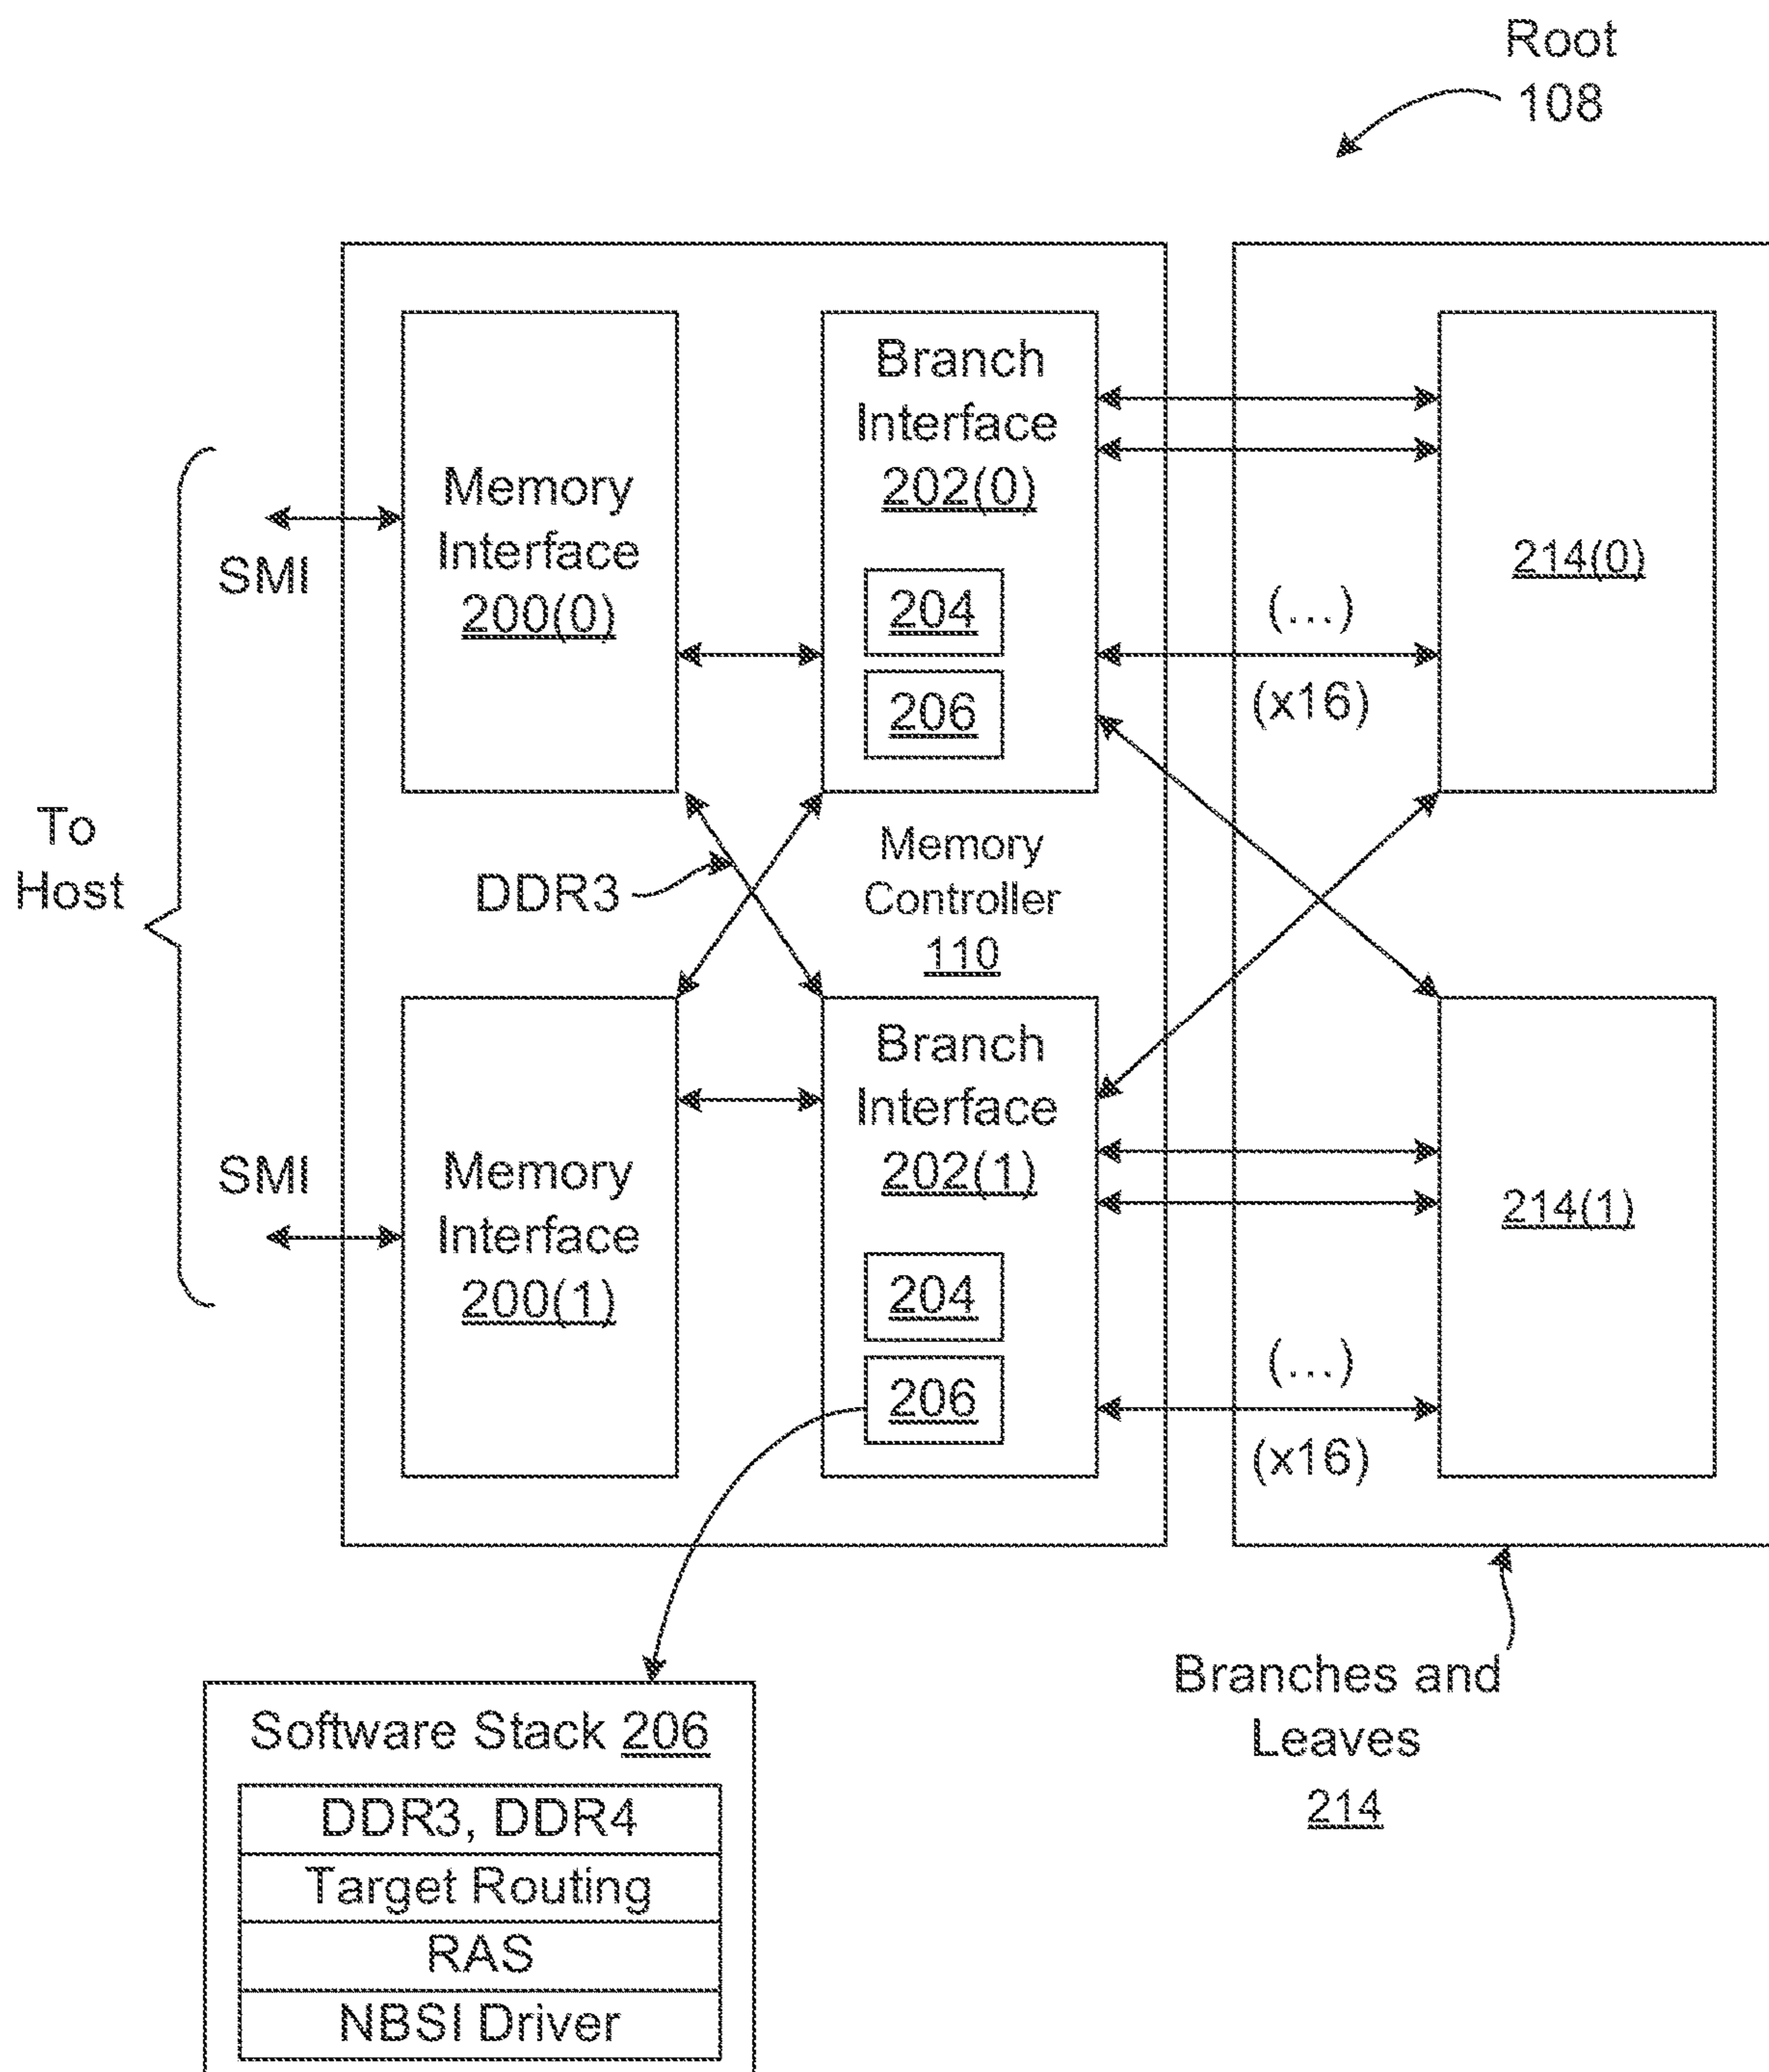 Root
108
Branch
Interface
202(0)
Memory
Interface
200(0)
SMI
204
206
214(0)
(...)
(x16)
To
Host
DDR3
Memory
Controller
110
Branch
Interface
202(1)
SMI
Memory
Interface
200(1)
204
206
214(1)
(...)
(x16)
Branches and
Leaves
214
Software Stack 206
DDR3, DDR4
Target Routing
RAS
NBSI Driver